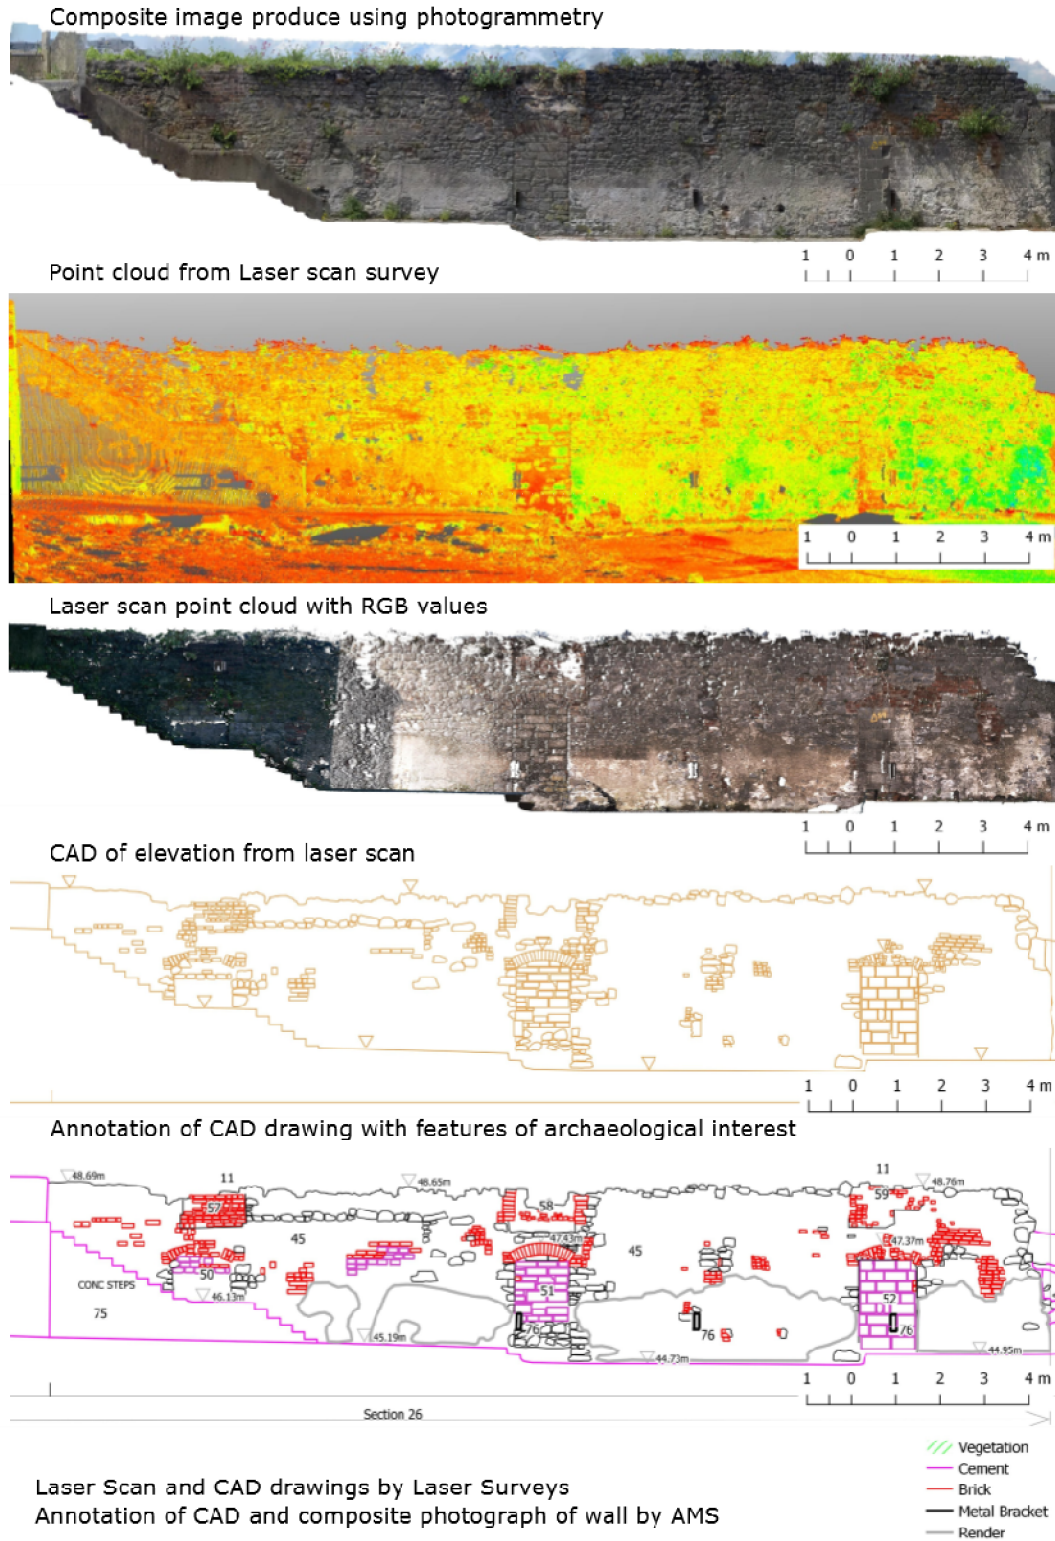 Composite image produce using photogrammetry
1 0 1 2 3 4 m
Point cloud from Laser scan survey
1 0 1 2 3 4 m
Laser scan point cloud with RGB values
1 0 1 2 3 4 m
CAD of elevation from laser scan
1 0 1 2 3 4 m
Annotation of CAD drawing with features of archaeological interest
48.69m 11 48.65m 11 48.76m
57 58 59
45 47.43m 45 47.37m
50
CONC STEPS 46.13m 51 52
75
76 76 76
45.19m 44.73m 44.95m
1 0 1 2 3 4 m
Section 26
Vegetation
Cement
Brick
Metal Bracket
Render
Laser Scan and CAD drawings by Laser Surveys
Annotation of CAD and composite photograph of wall by AMS